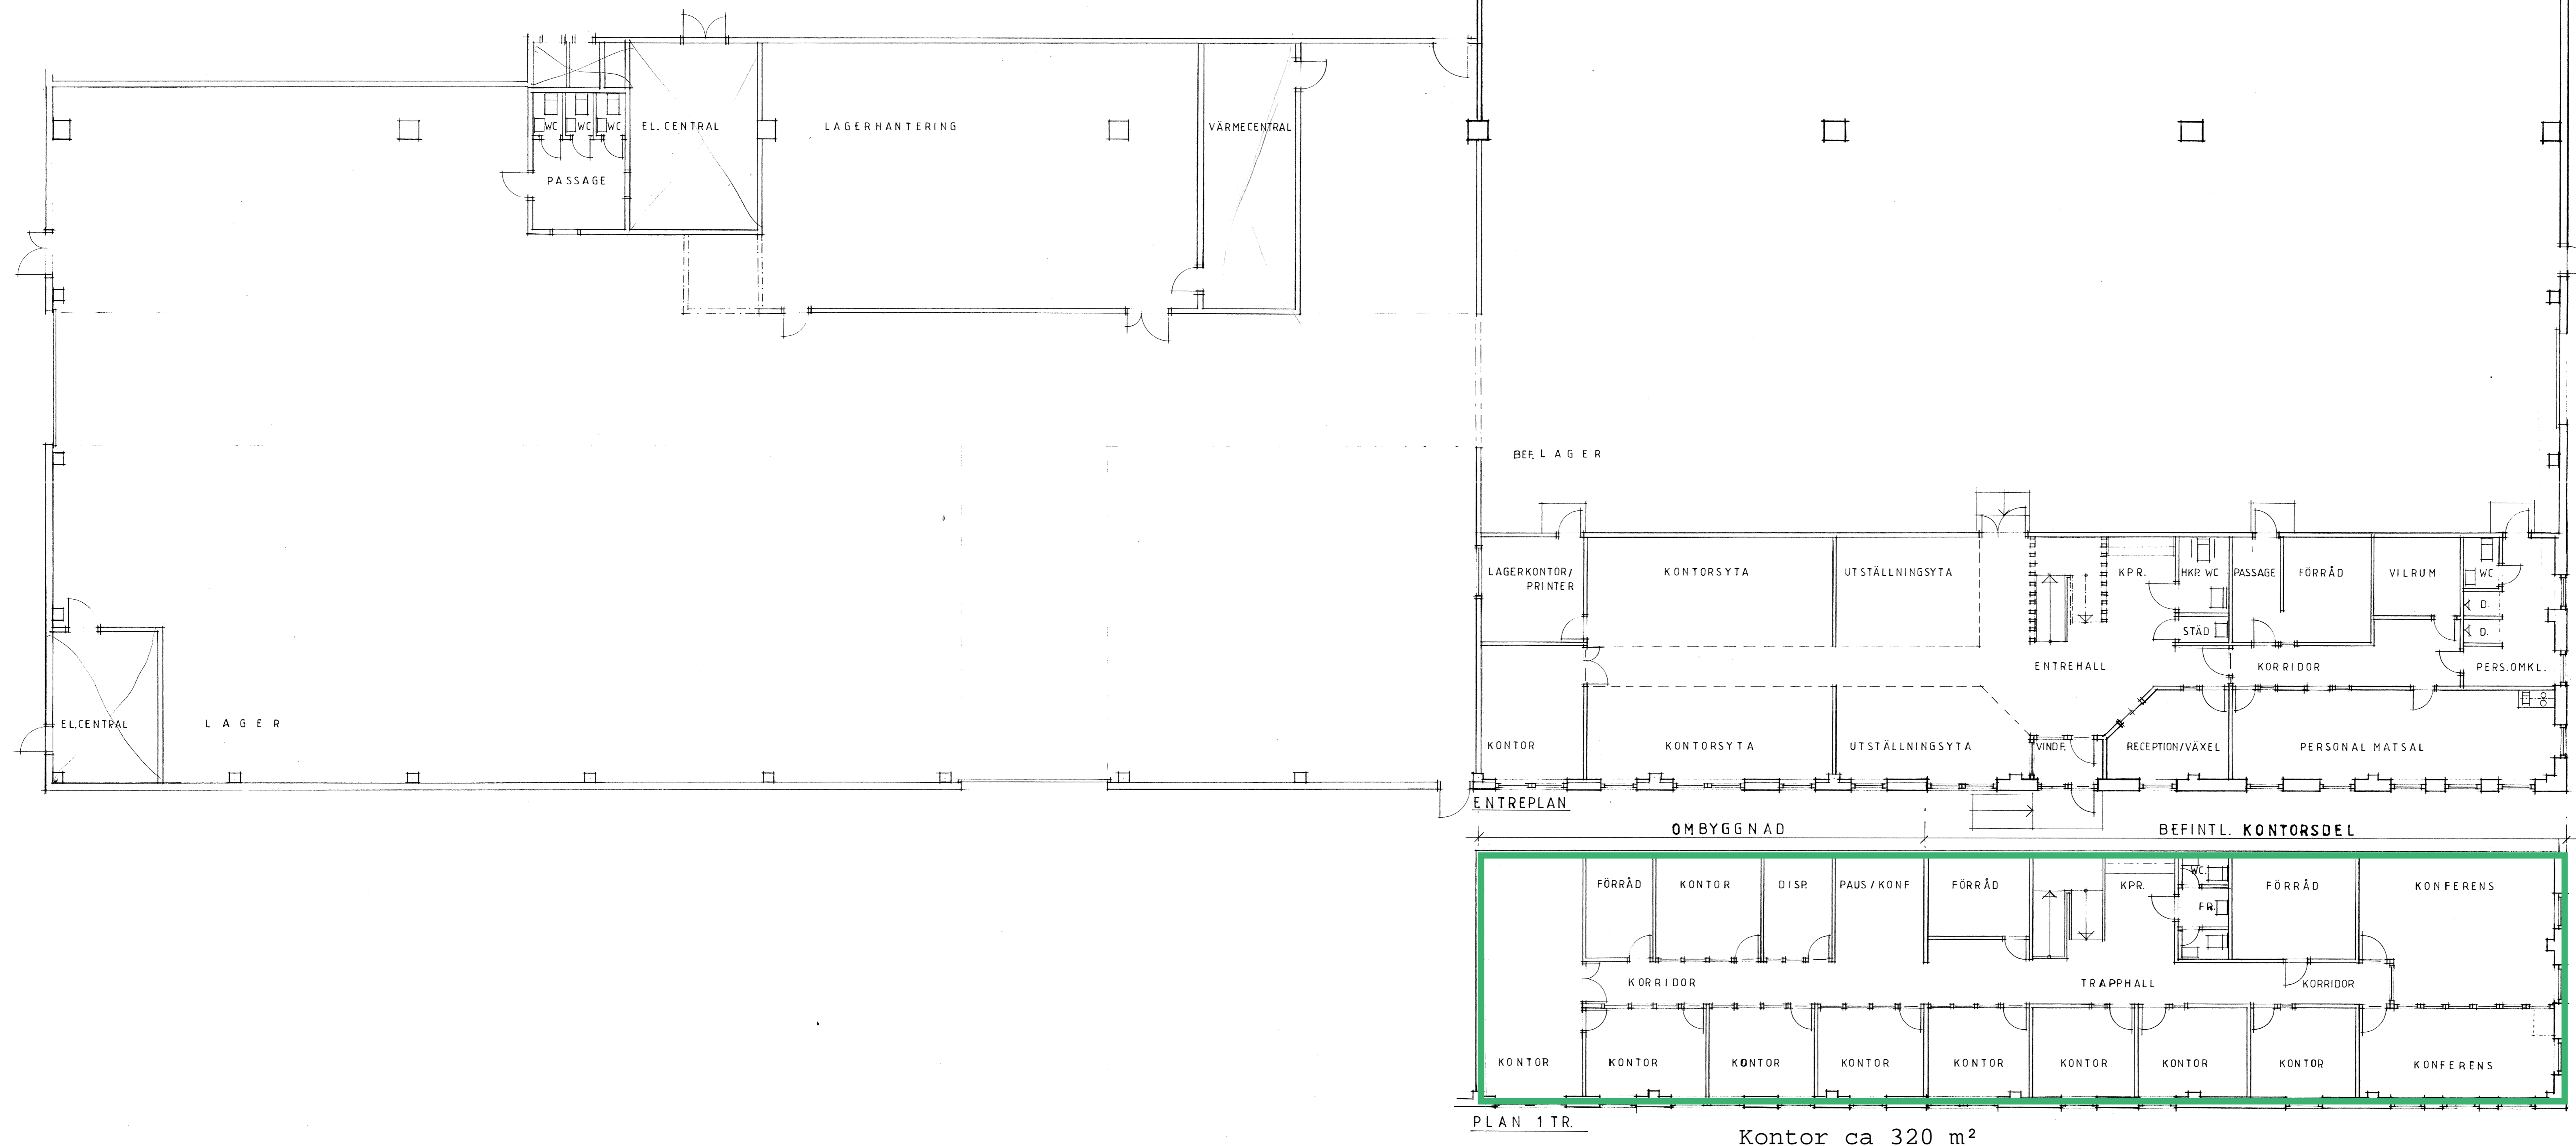 WC WC WC EL. CENTRAL LAGERHANTERING VÄRMECENTRAL
PASSAGE
BEF. LAGER
LAGERKONTOR/
PRINTER
KONTORSYTA UTSTÄLLNINGSYTA KPR. HKP. WC PASSAGE FÖRRÅD VILRUM WC
D.
STÄD D.
ENTREHALL KORRIDOR PERS.OMKL.
EL.CENTRAL LAGER
KONTOR KONTORSYTA UTSTÄLLNINGSYTA VINDF. RECEPTION/VÄXEL PERSONAL MATSAL
ENTREPLAN
OMBYGGNAD BEFINTL. KONTORSDEL
FÖRRÅD KONTOR DISP. PAUS/KONF FÖRRÅD KPR. WC. FÖRRÅD KONFERENS
FR.
KORRIDOR TRAPPHALL KORRIDOR
KONTOR KONTOR KONTOR KONTOR KONTOR KONTOR KONTOR KONTOR KONFERENS
PLAN 1 TR.
Kontor ca 320 m²